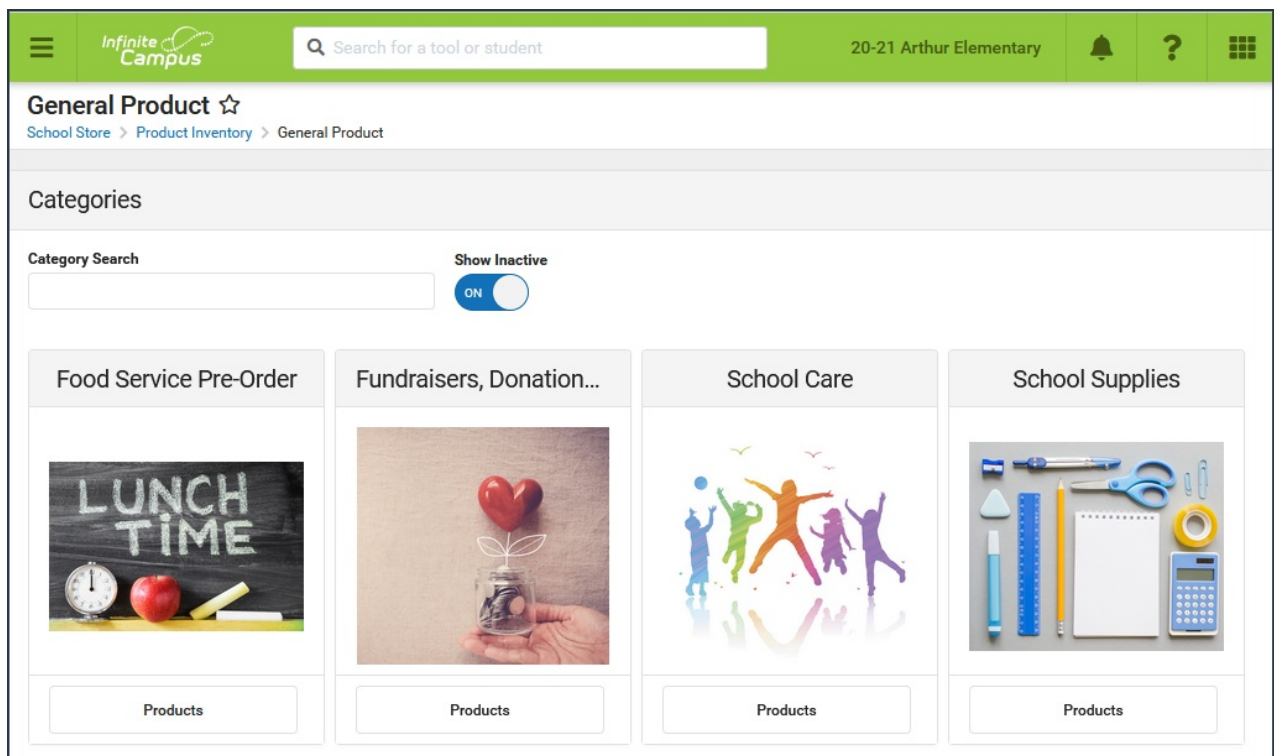 Infinite Campus
Search for a tool or student
20-21 Arthur Elementary
General Product
School Store > Product Inventory > General Product
Categories
Category Search
Show Inactive
ON
Food Service Pre-Order
Fundraisers, Donation...
School Care
School Supplies
LUNCH
TIME
Products
Products
Products
Products